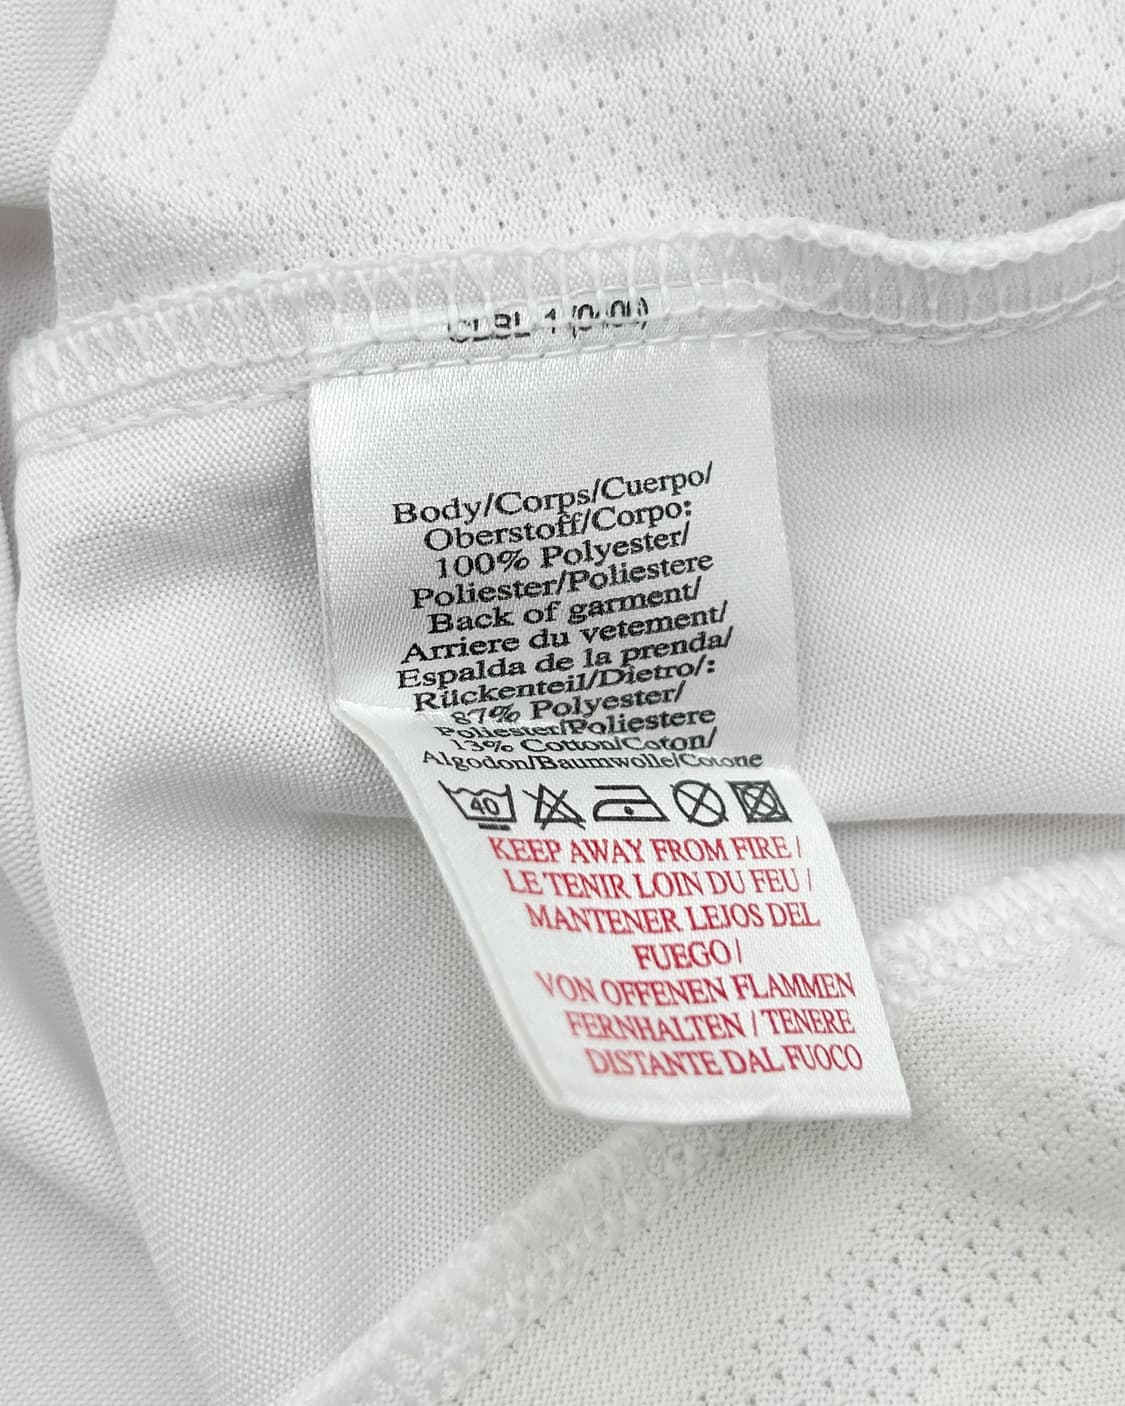 Body/Corps/Cuerpo/
Oberstoff/Corpo:
100% Polyester/
Poliester/Poliestere
Back of garment/
Arriere du vetement/
Espalda de la prenda/
Rückenteil/Dietro/:
87% Polyester/
Poliester/Poliestere
13% Cotton/Coton/
Algodon/Baumwolle/Cotone
40
KEEP AWAY FROM FIRE /
LE TENIR LOIN DU FEU /
MANTENER LEJOS DEL
FUEGO /
VON OFFENEN FLAMMEN
FERNHALTEN / TENERE
DISTANTE DAL FUOCO